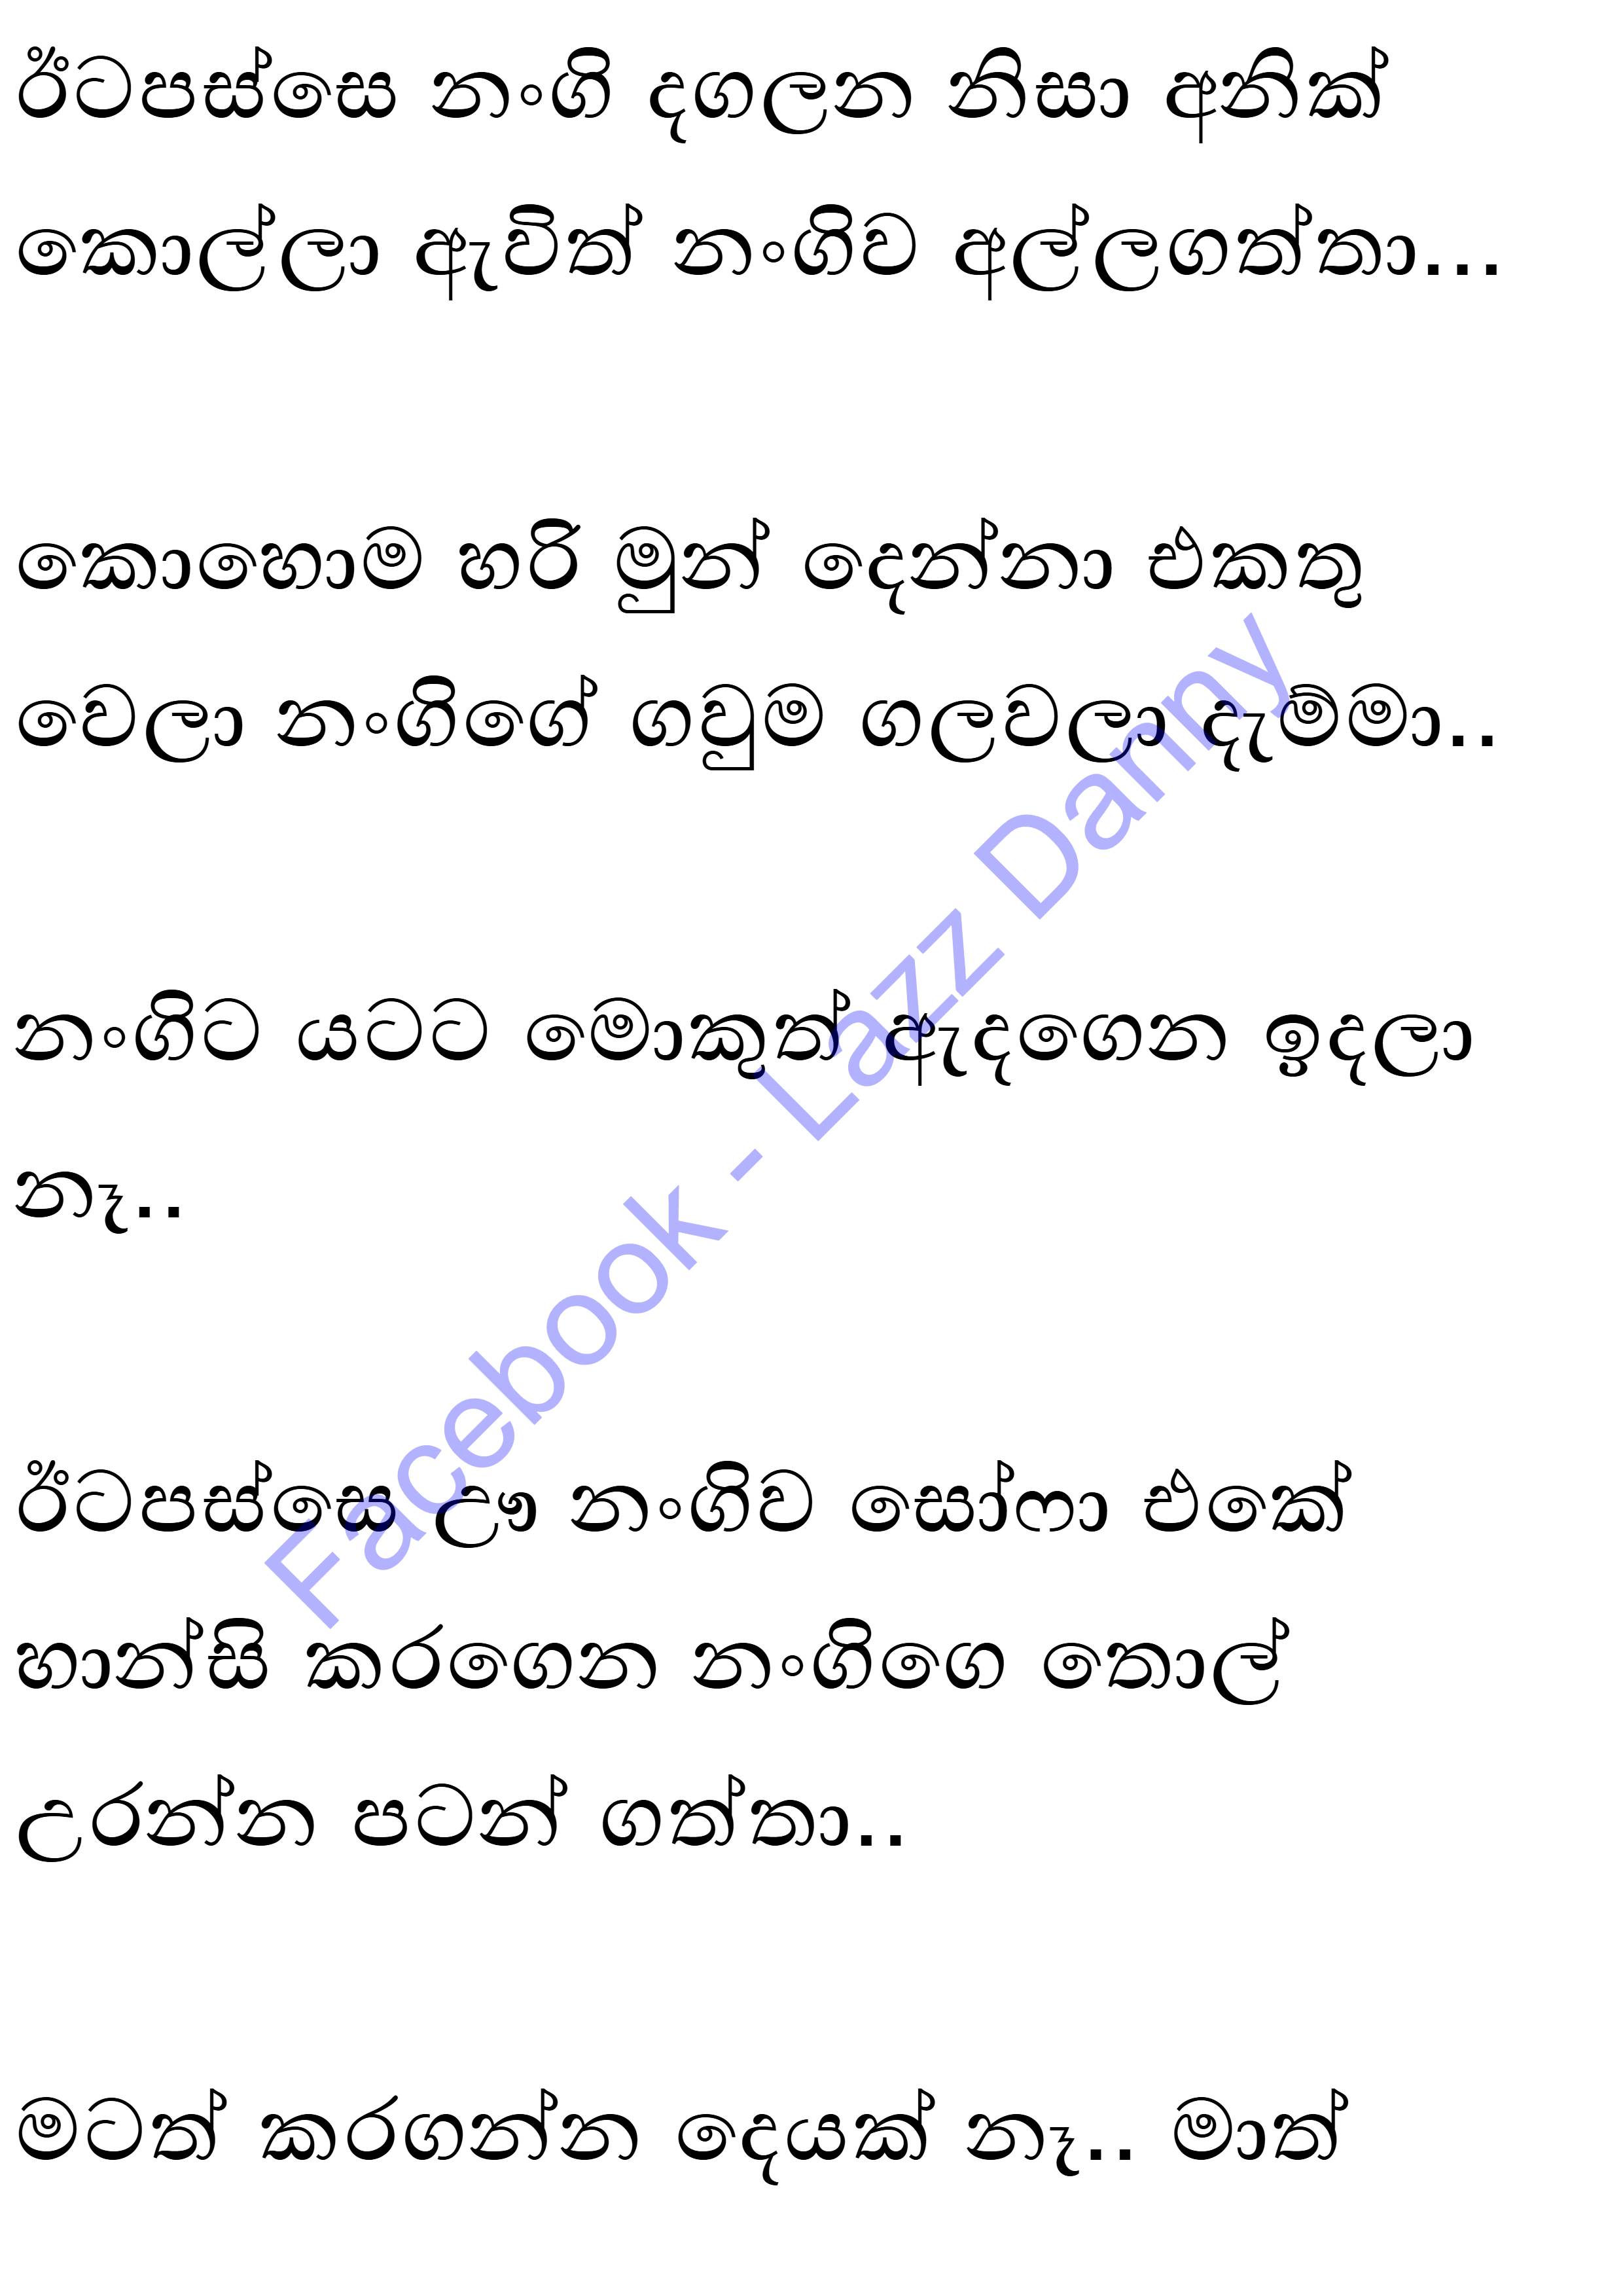 ඊටපස්සෙ නංගි දගලන නිසා අනික්
කොල්ලා ඇවිත් නංගිව අල්ලගත්තා...
කොහොම හරි මුන් දෙන්නා එකතු
වෙලා නංගිගේ ගවුම ගලවලා දැම්මා..
නංගිට යටට මොකුත් ඇදගෙන ඉදලා
නෑ..
ඊටපස්සෙ ඌ නංගිව සෝෆා එකේ
හාන්සි කරගෙන නංගිගෙ තොල්
උරන්න පටන් ගත්තා..
මටත් කරගන්න දෙයක් නෑ.. මාත්
Facebook - Lazz Danny